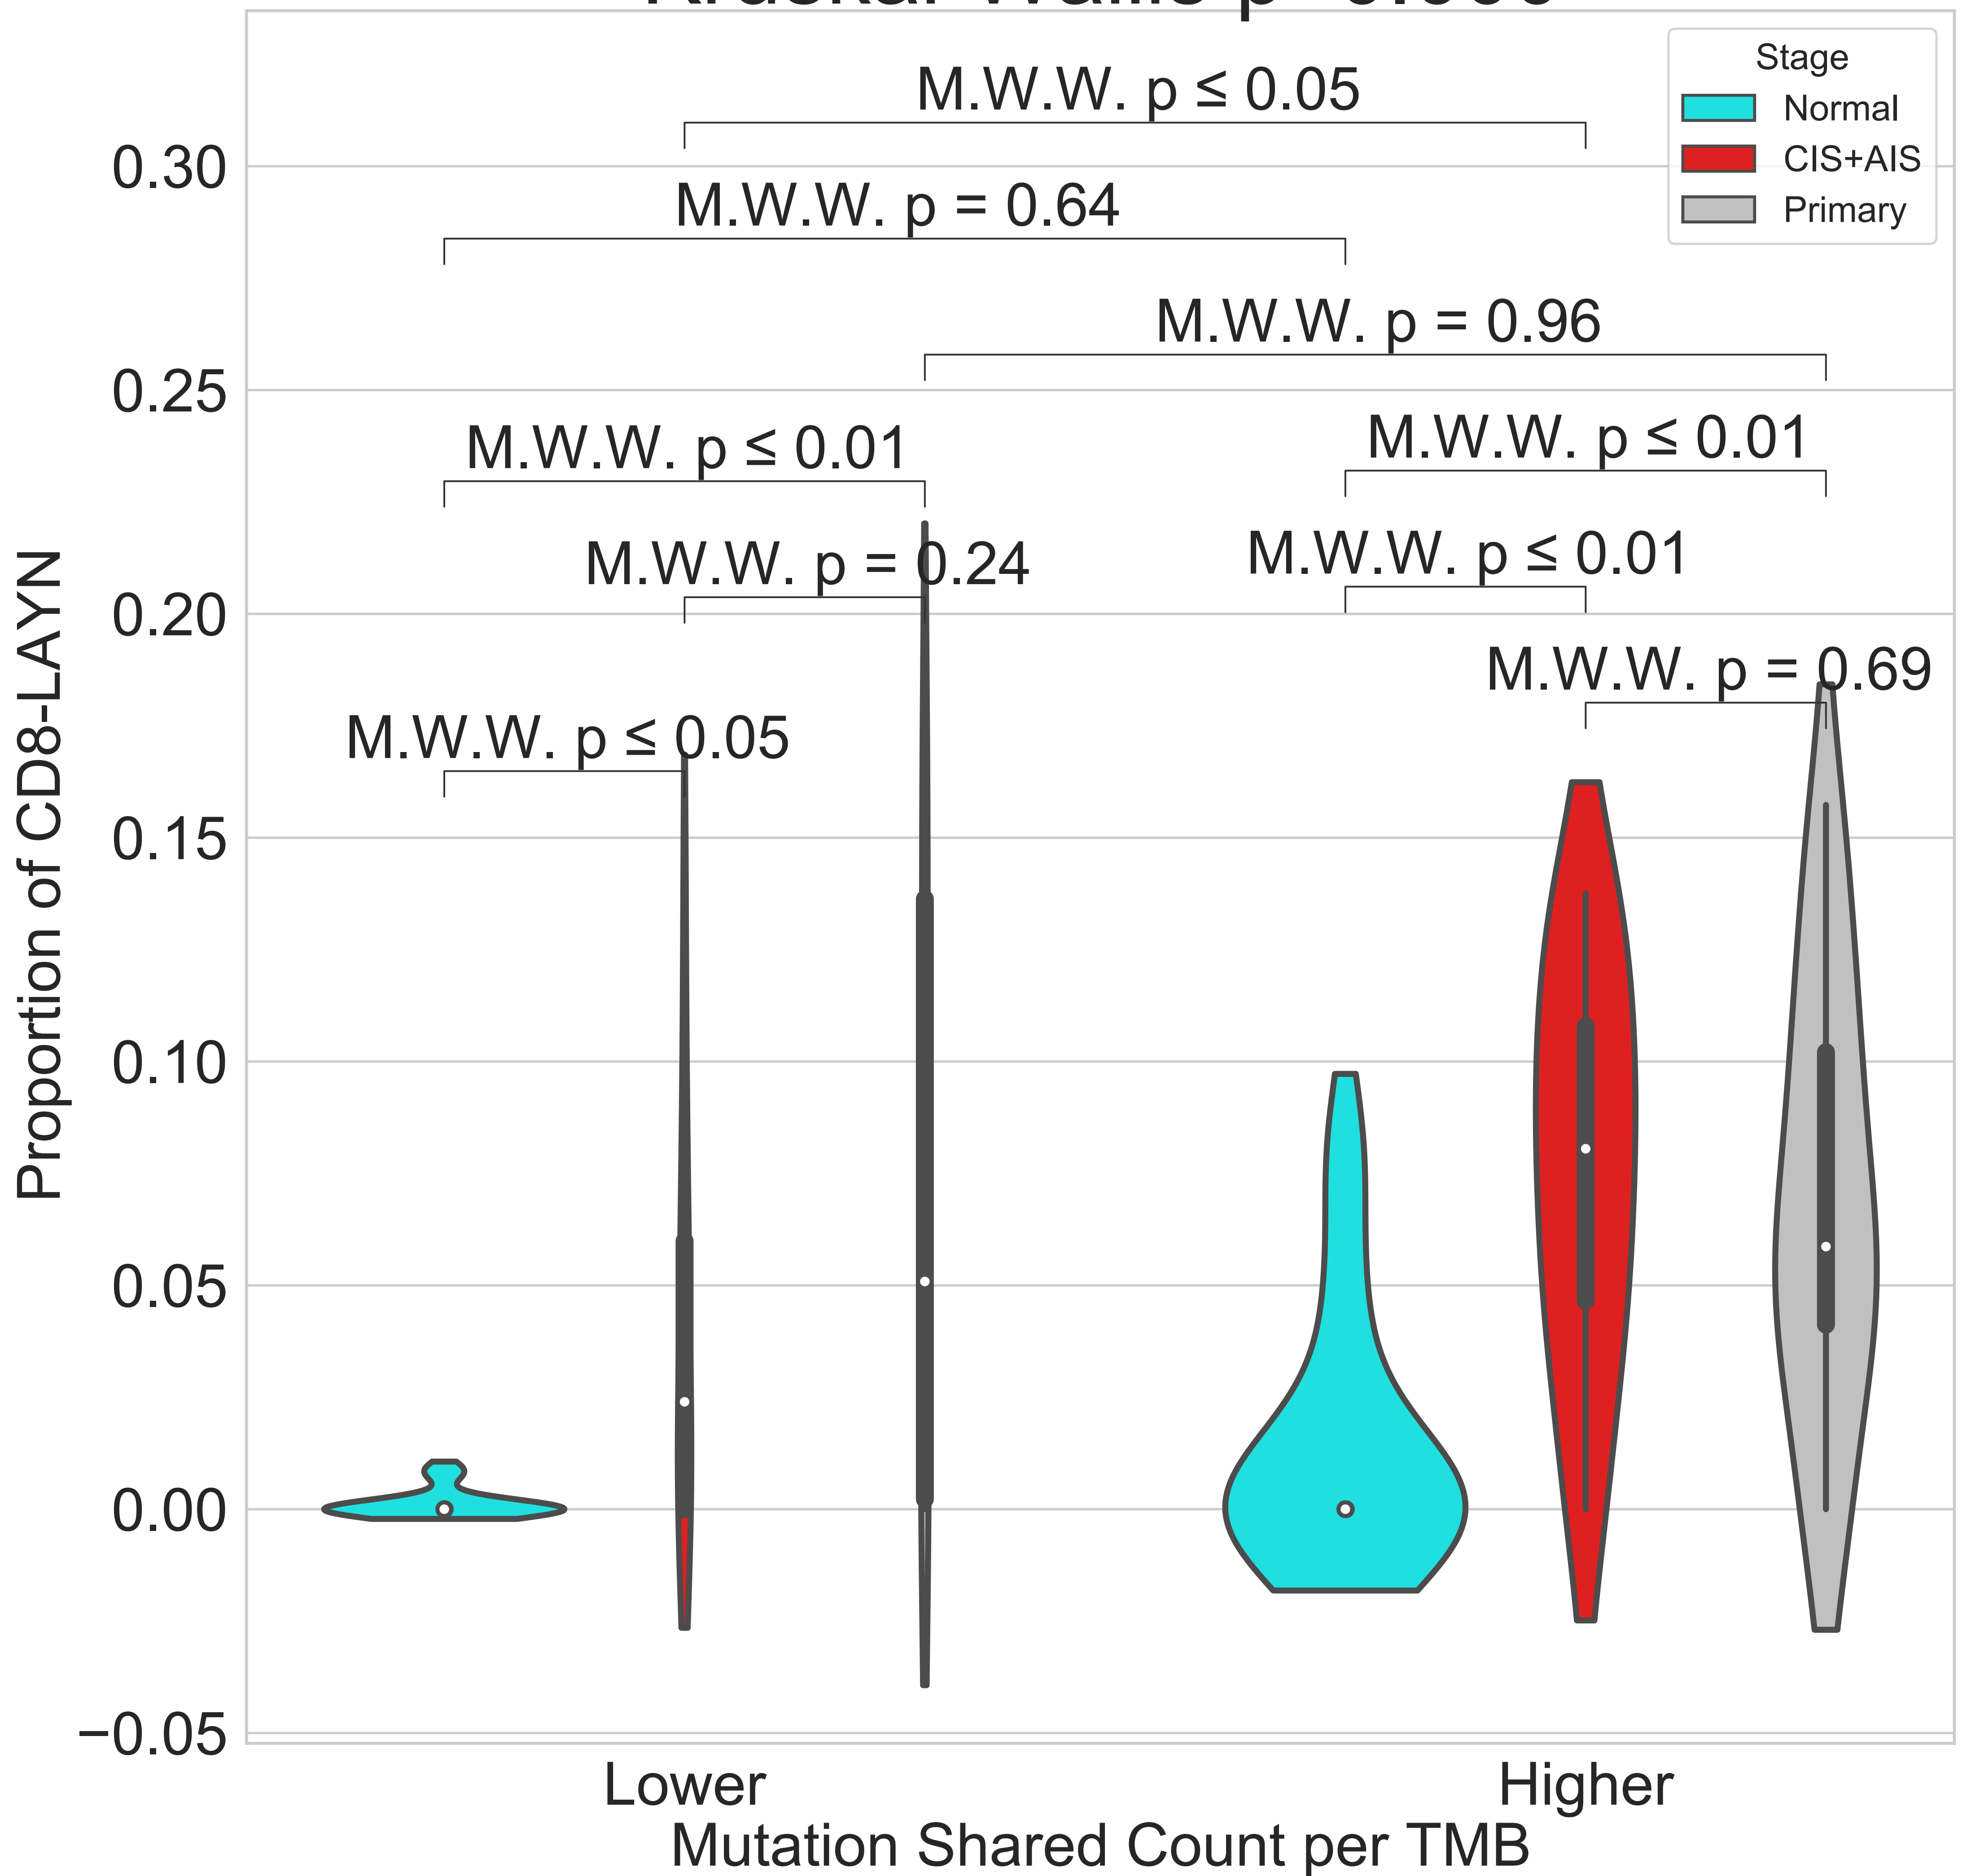 Stage
Normal
CIS+AIS
Primary
M.W.W. p ≤ 0.05
M.W.W. p = 0.64
M.W.W. p = 0.96
M.W.W. p ≤ 0.01
M.W.W. p ≤ 0.01
M.W.W. p = 0.24
M.W.W. p ≤ 0.01
M.W.W. p = 0.69
M.W.W. p ≤ 0.05
0.30
0.25
0.20
0.15
0.10
0.05
0.00
−0.05
Proportion of CD8-LAYN
Lower
Higher
Mutation Shared Count per TMB